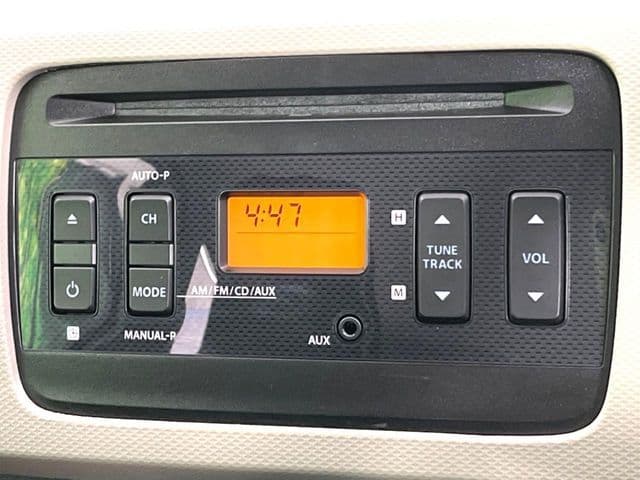 AUTO-P
4:47
CH
H
TUNE
TRACK
VOL
MODE
AM/FM/CD/AUX
M
MANUAL-P
AUX